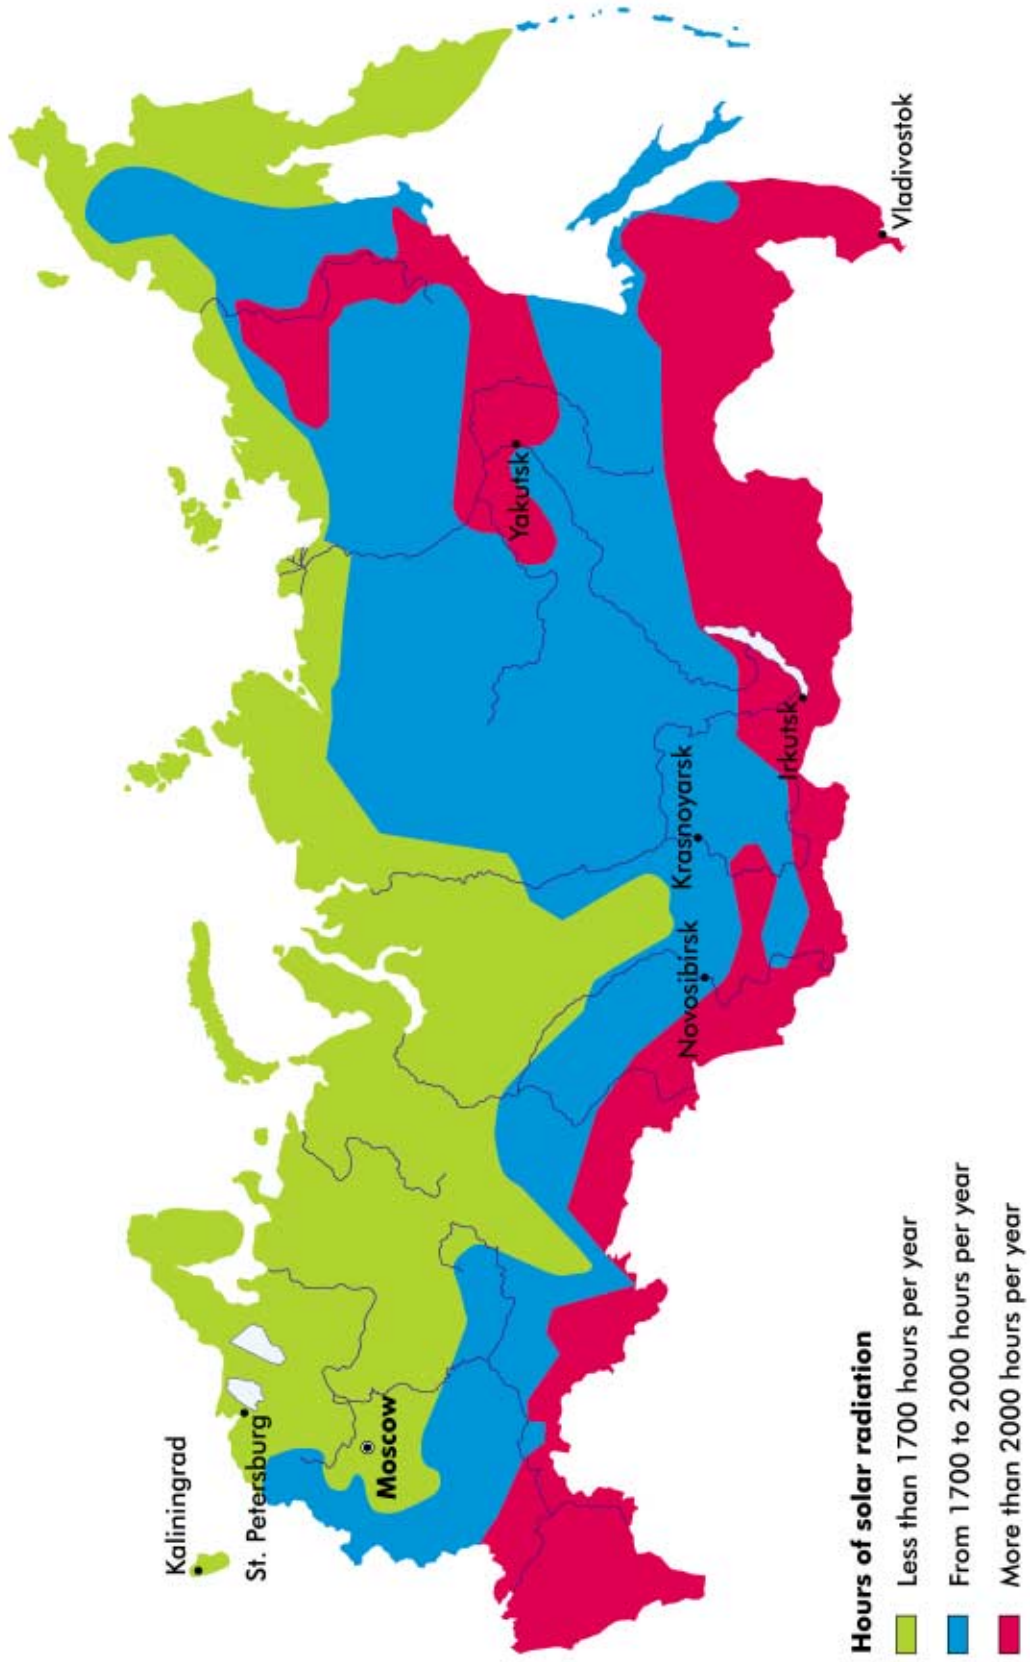 Kaliningrad
St. Petersburg
Moscow
Novosibirsk
Krasnoyarsk
Irkutsk
Yakutsk
Vladivostok
Hours of solar radiation
Less than 1700 hours per year
From 1700 to 2000 hours per year
More than 2000 hours per year